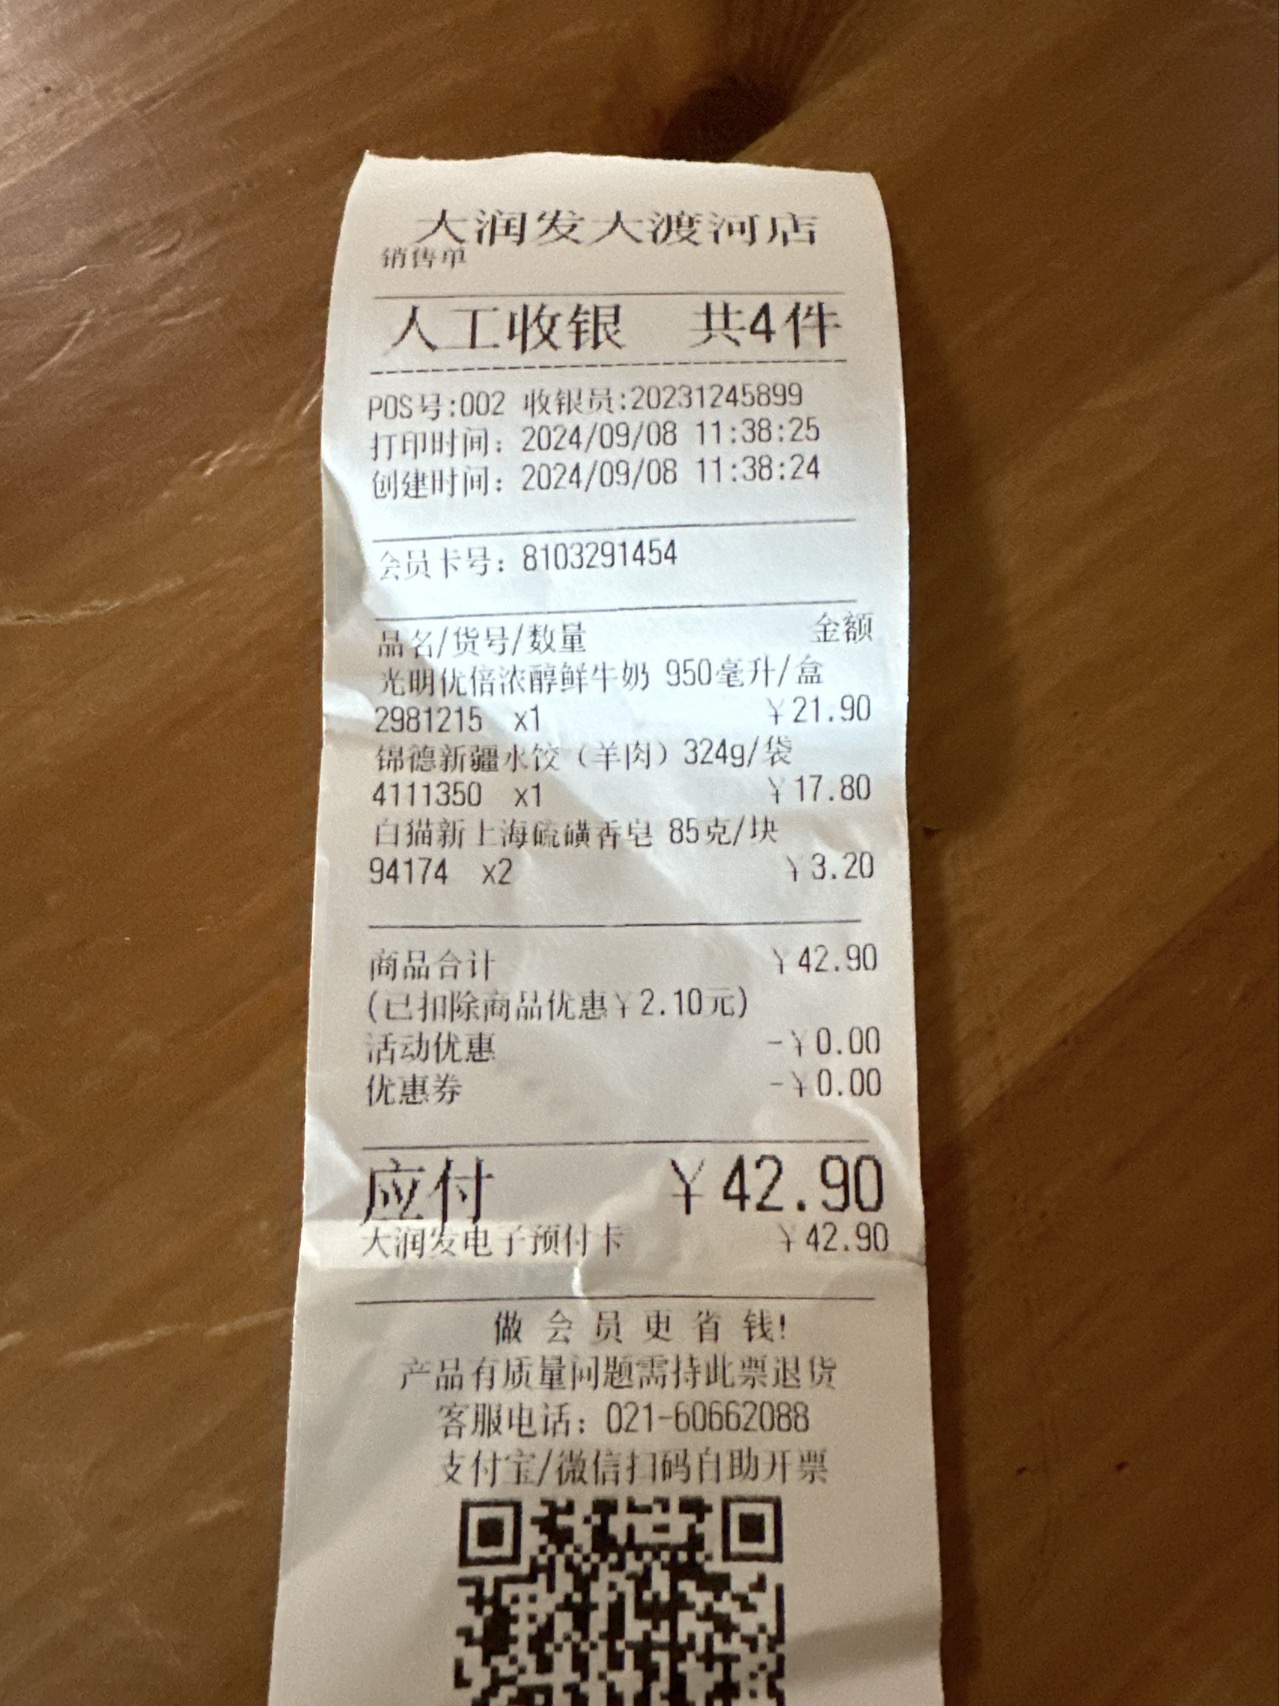 大润发大渡河店
销售单
人工收银 共4件
POS号:002 收银员:20231245899
打印时间: 2024/09/08 11:38:25
创建时间: 2024/09/08 11:38:24
会员卡号: 8103291454
品名/货号/数量 金额
光明优倍浓醇鲜牛奶 950毫升/盒
2981215 x1 ¥21.90
锦德新疆水饺（羊肉）324g/袋
4111350 x1 ¥17.80
白猫新上海硫磺香皂 85克/块
94174 x2 ¥3.20
商品合计 ¥42.90
(已扣除商品优惠¥2.10元)
活动优惠 -¥0.00
优惠券 -¥0.00
应付 ¥42.90
大润发电子预付卡 ¥42.90
做会员更省钱!
产品有质量问题需持此票退货
客服电话: 021-60662088
支付宝/微信扫码自助开票